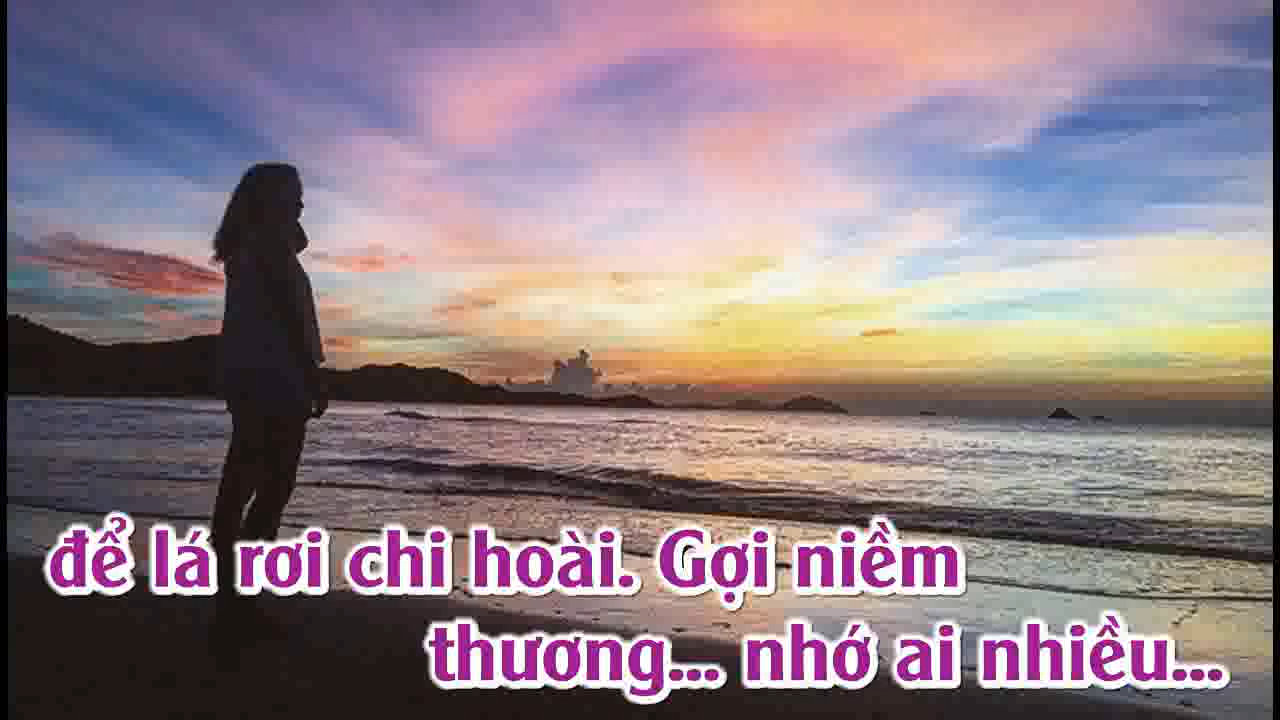 để lá rơi chi hoài. Gợi niềm
thương... nhớ ai nhiều...